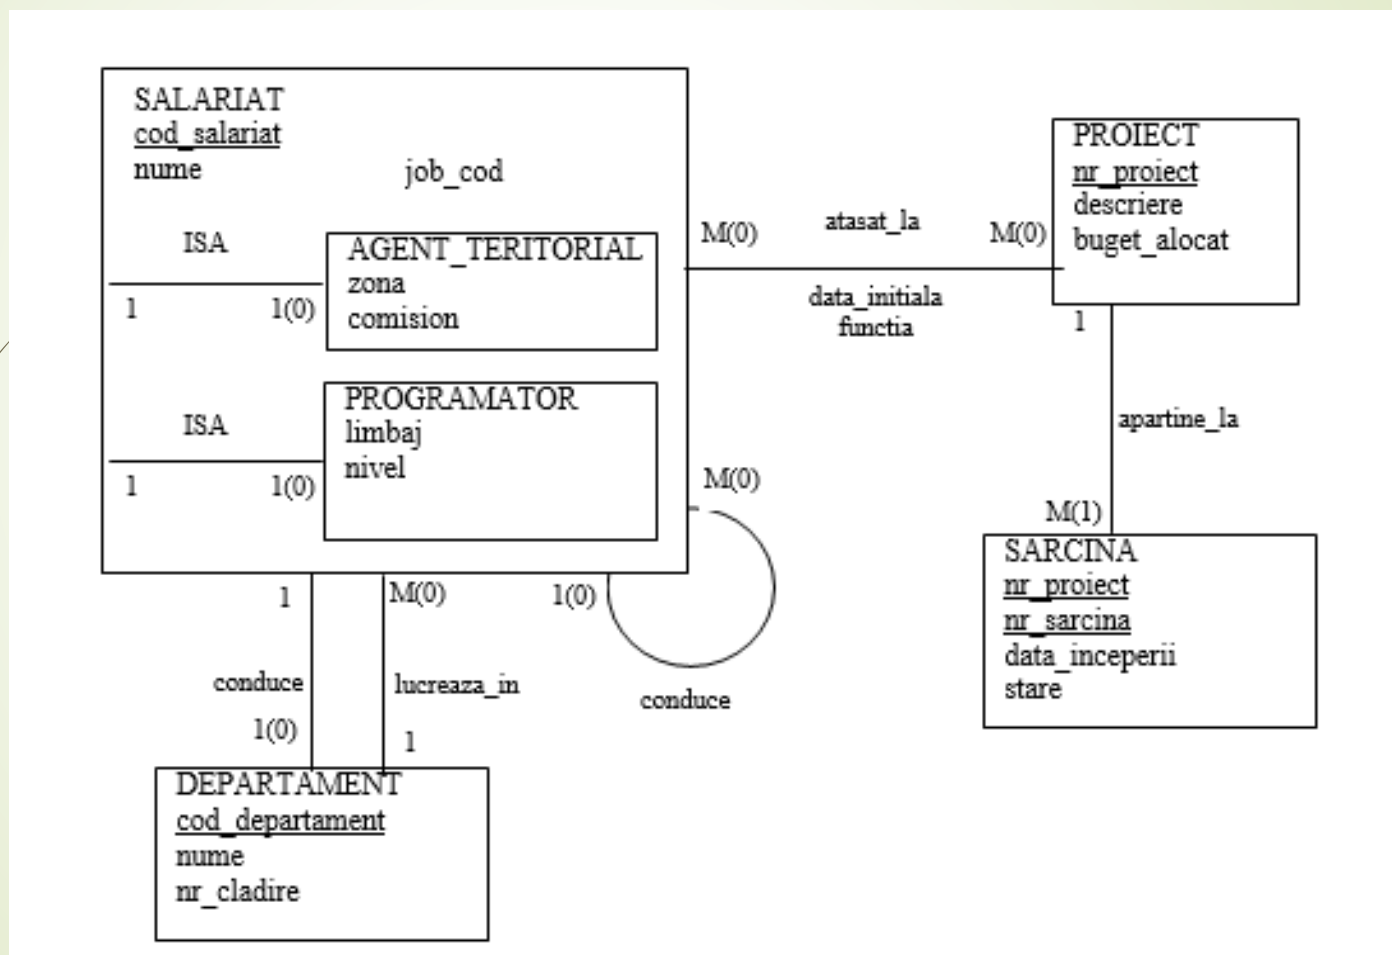 SALARIAT
cod_salariat
nume
job_cod
ISA
1
1(0)
AGENT_TERITORIAL
zona
comision
ISA
1
1(0)
PROGRAMATOR
limbaj
nivel
M(0)
atasat_la
M(0)
data_initiala
functia
PROIECT
nr_proiect
descriere
buget_alocat
1
apartine_la
M(1)
SARCINA
nr_proiect
nr_sarcina
data_inceperii
stare
M(0)
1(0)
conduce
1
conduce
1(0)
M(0)
lucreaza_in
1
DEPARTAMENT
cod_departament
nume
nr_cladire